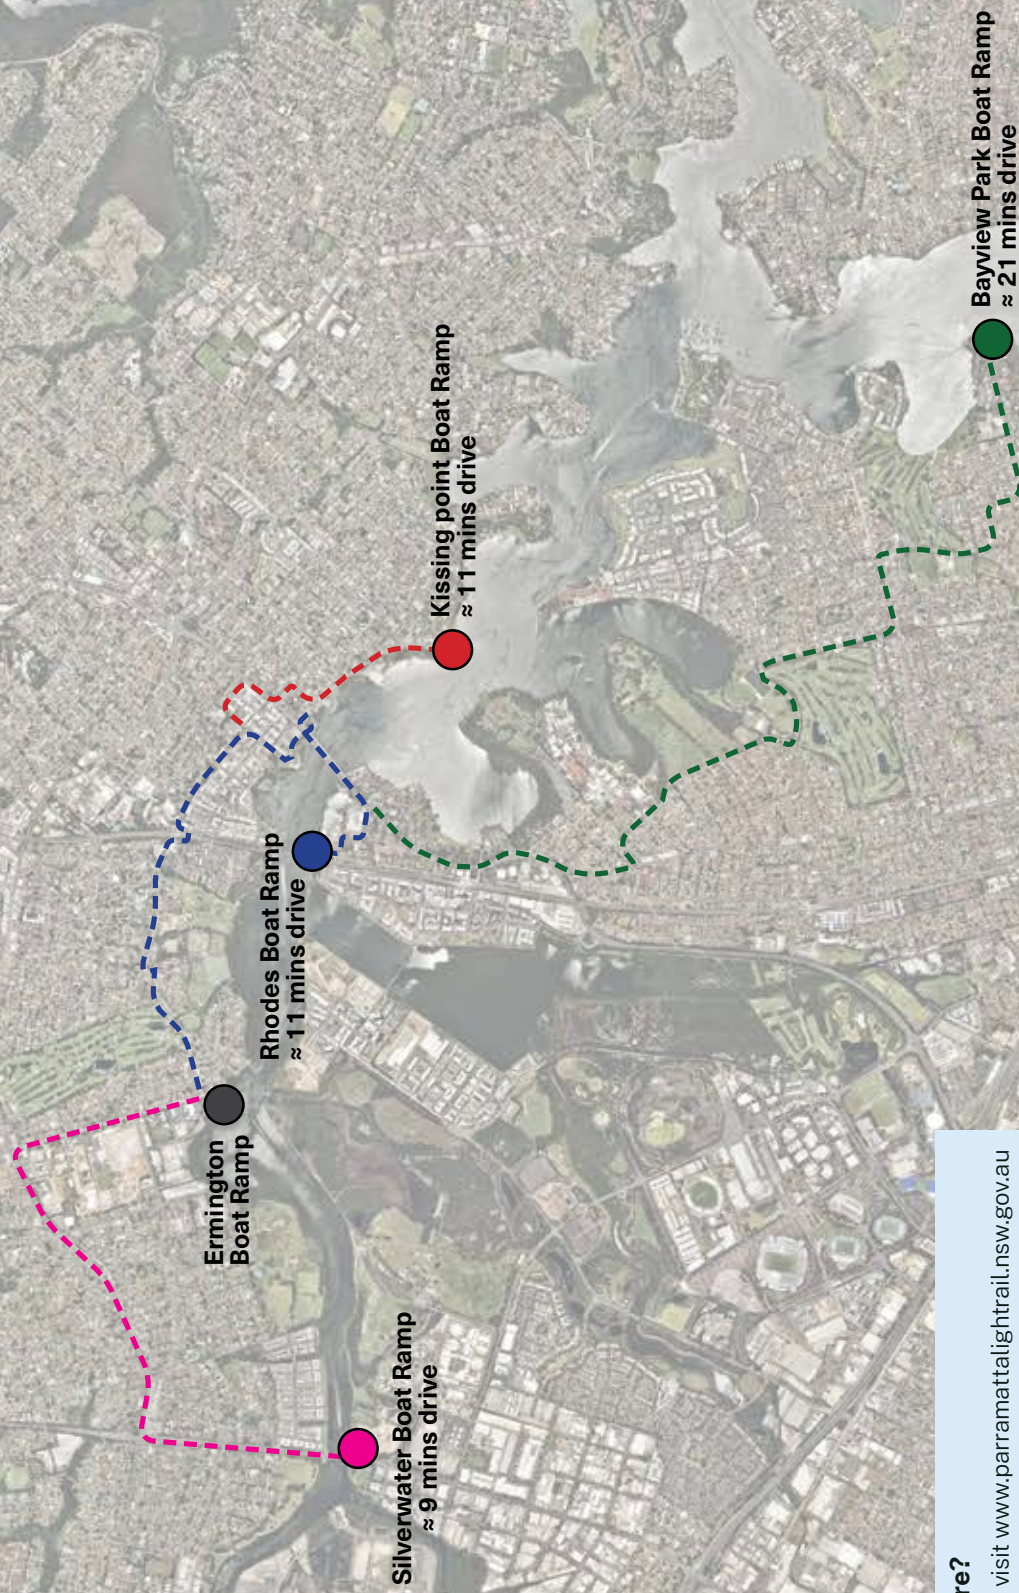 Silverwater Boat Ramp
≈ 9 mins drive
Ermington
Boat Ramp
Rhodes Boat Ramp
≈ 11 mins drive
Kissing point Boat Ramp
≈ 11 mins drive
Bayview Park Boat Ramp
≈ 21 mins drive
re?
visit www.parramattalightrail.nsw.gov.au